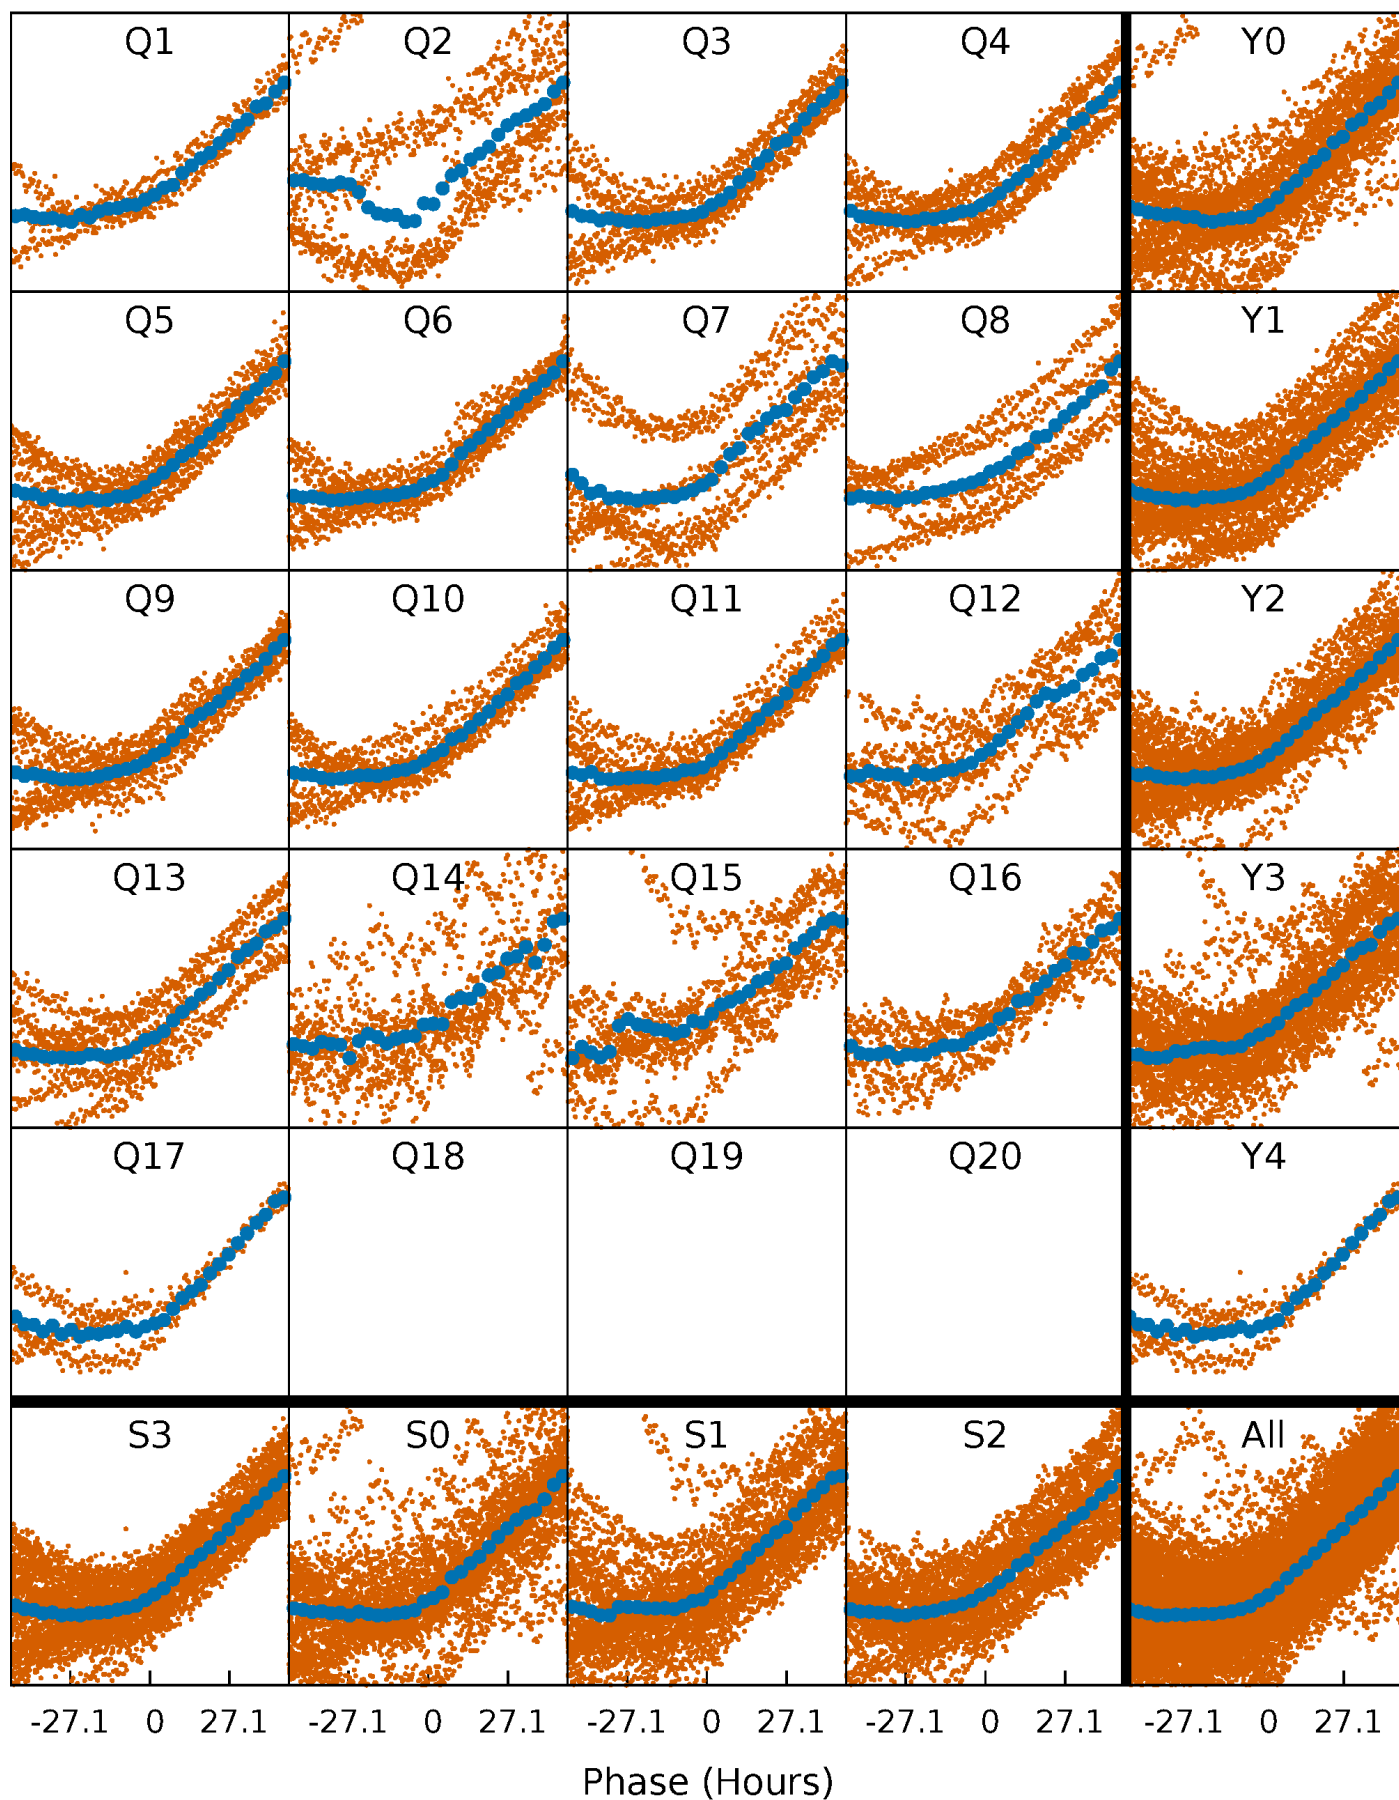 Q1 Q2 Q3 Q4 Y0
Q5 Q6 Q7 Q8 Y1
Q9 Q10 Q11 Q12 Y2
Q13 Q14 Q15 Q16 Y3
Q17 Q18 Q19 Q20 Y4
S3 S0 S1 S2 All
-27.1 0 27.1 -27.1 0 27.1 -27.1 0 27.1 -27.1 0 27.1 -27.1 0 27.1
Phase (Hours)